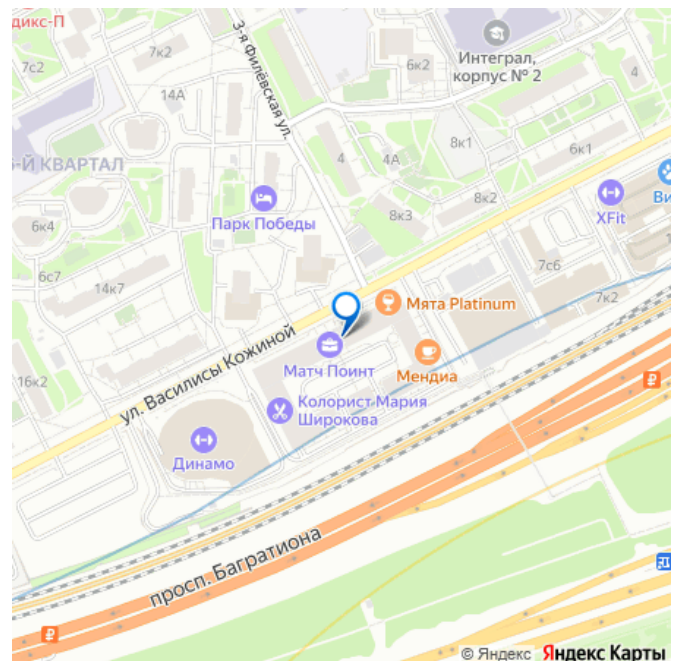 дикс-П
7к2
7с2
14А
3-я Филёвская ул.
6к2
Интеграл,
корпус № 2
4
4А
8к1
6к1
Й КВАРТАЛ
8к2
XFit
Ви
Парк Победы
8к3
6к4
6с7
14к7
7с6
7к2
1
Мята Platinum
ул. Василисы Кожиной
Матч Поинт
Мендиа
16к2
Колорист Мария
Широкова
Динамо
просп. Багратиона
© Яндекс Яндекс Карты